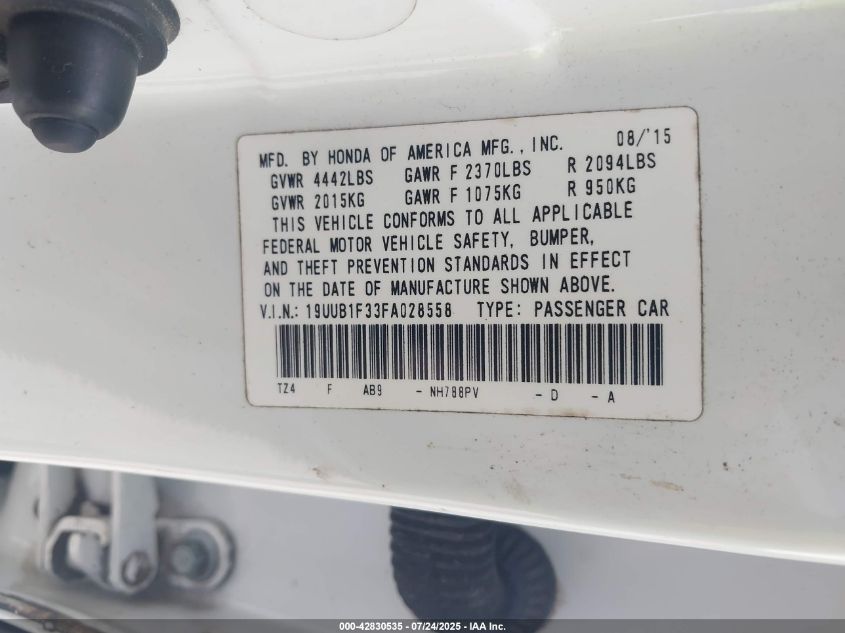 MFD. BY HONDA OF AMERICA MFG., INC. 08/'15
GVWR 4442LBS GAWR F 2370LBS R 2094LBS
GVWR 2015KG GAWR F 1075KG R 950KG
THIS VEHICLE CONFORMS TO ALL APPLICABLE
FEDERAL MOTOR VEHICLE SAFETY, BUMPER,
AND THEFT PREVENTION STANDARDS IN EFFECT
ON THE DATE OF MANUFACTURE SHOWN ABOVE.
V.I.N.: 19UUB1F33FA028558 TYPE: PASSENGER CAR
TZ4 F AB9 - NH788PV - D - A
000-42830535 - 07/24/2025 - IAA Inc.